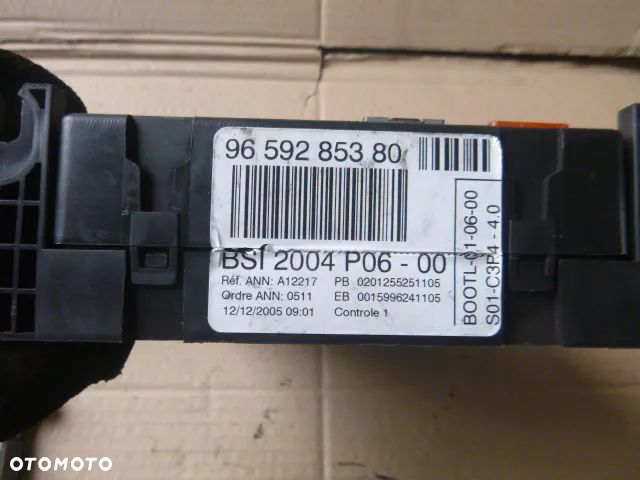 96 592 853 80
BSI 2004 P06 - 00
Réf. ANN: A12217 PB 0201255251105
Ordre ANN: 0511 EB 0015996241105
12/12/2005 09:01 Controle 1
BOOTL-01-06-00
S01-C3P4 - 4.0
OTOMOTO